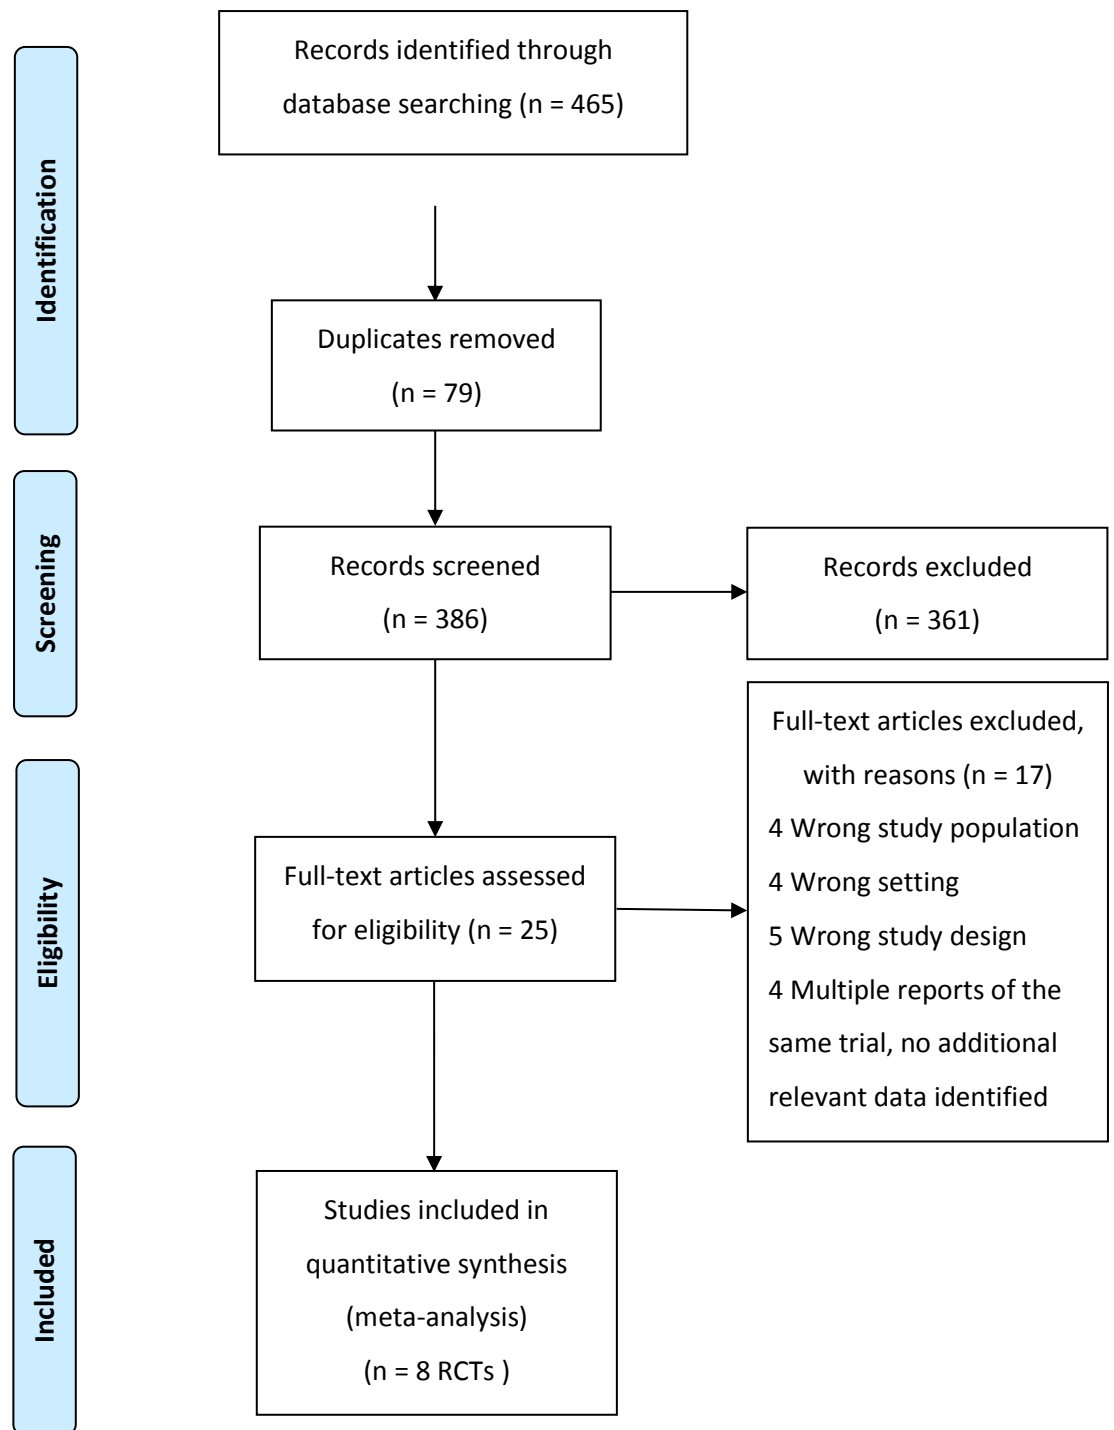 Identification
Records identified through
database searching (n = 465)
Duplicates removed
(n = 79)
Screening
Records screened
(n = 386)
Records excluded
(n = 361)
Eligibility
Full-text articles assessed
for eligibility (n = 25)
Full-text articles excluded,
with reasons (n = 17)
4 Wrong study population
4 Wrong setting
5 Wrong study design
4 Multiple reports of the
same trial, no additional
relevant data identified
Included
Studies included in
quantitative synthesis
(meta-analysis)
(n = 8 RCTs )